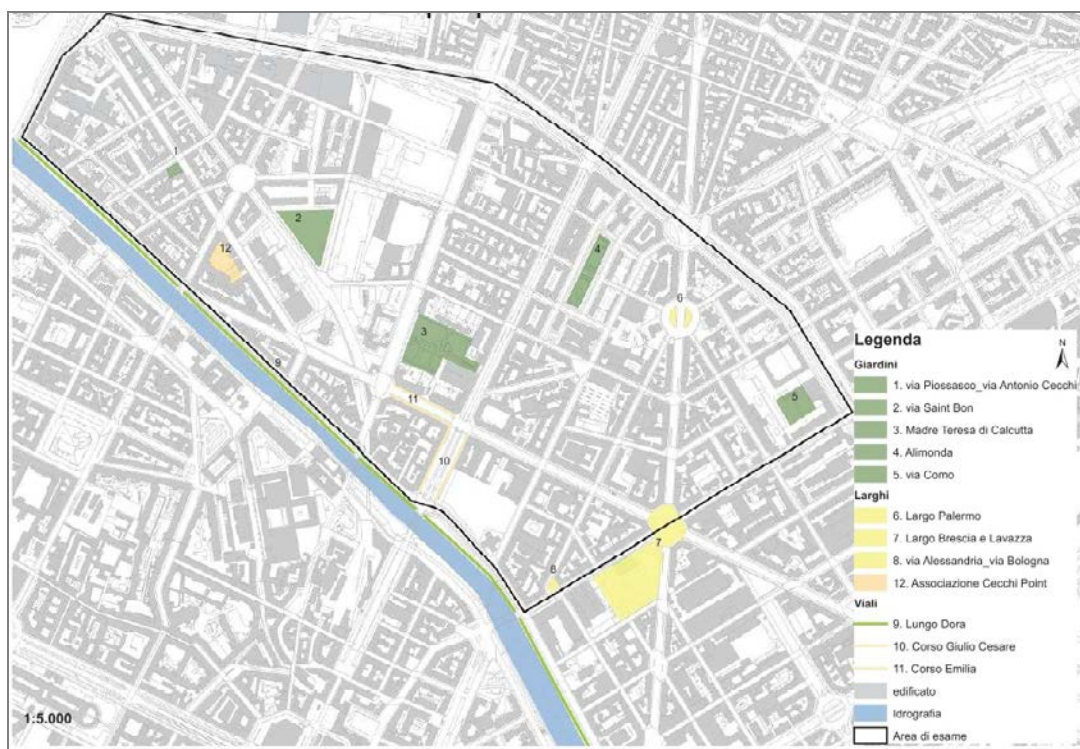 1
2
12
4
6
3
9
11
5
10
7
8
1:5.000
Legenda
N
Giardini
1. via Piossasco_via Antonio Cecchi
2. via Saint Bon
3. Madre Teresa di Calcutta
4. Alimonda
5. via Como
Larghi
6. Largo Palermo
7. Largo Brescia e Lavazza
8. via Alessandria_via Bologna
12. Associazione Cecchi Point
Viali
9. Lungo Dora
10. Corso Giulio Cesare
11. Corso Emilia
edificato
Idrografia
Area di esame